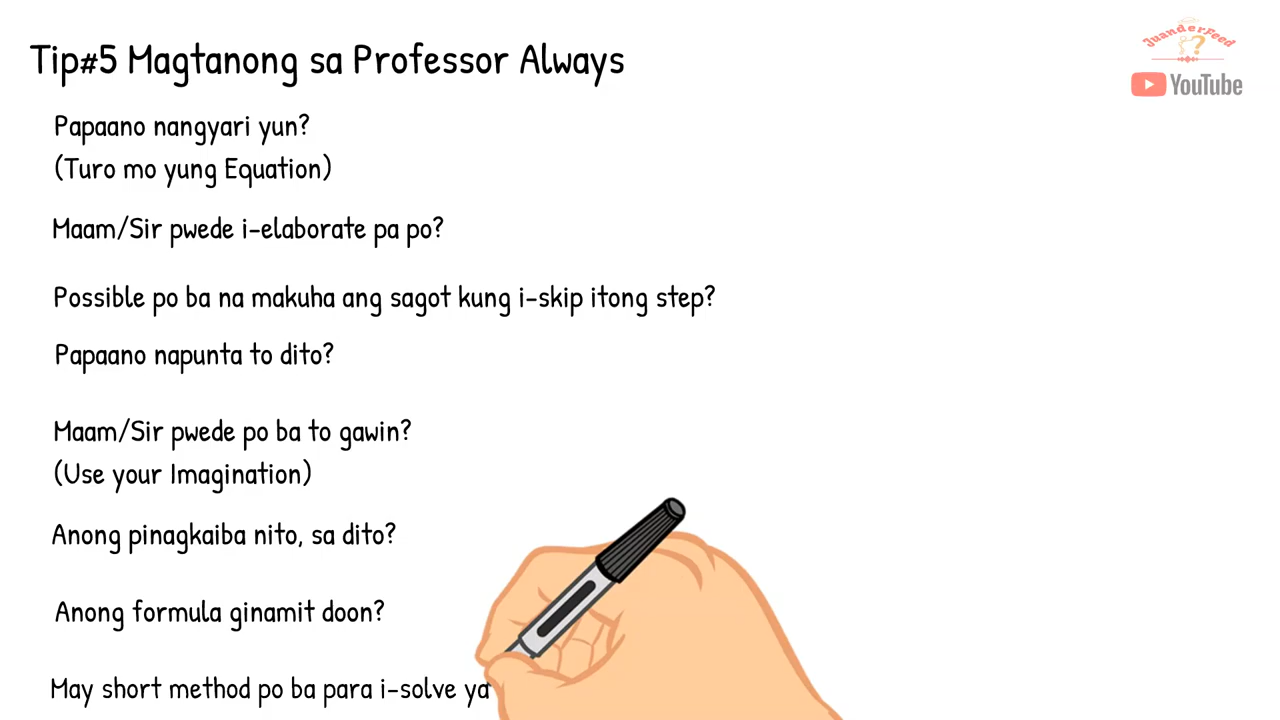 Tip#5 Magtanong sa Professor Always
JuanderFeed
YouTube
Papaano nangyari yun?
(Turo mo yung Equation)
Maam/Sir pwede i-elaborate pa po?
Possible po ba na makuha ang sagot kung i-skip itong step?
Papaano napunta to dito?
Maam/Sir pwede po ba to gawin?
(Use your Imagination)
Anong pinagkaiba nito, sa dito?
Anong formula ginamit doon?
May short method po ba para i-solve ya